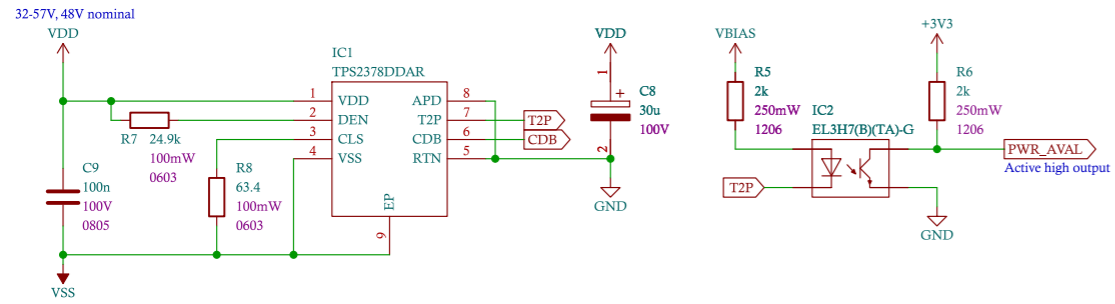 32-57V, 48V nominal
VDD
IC1
TPS2378DDAR
1 VDD APD 8
2 DEN T2P 7 T2P
3 CLS CDB 6 CDB
4 VSS RTN 5
EP
9
R7 24.9k
100mW
0603
R8
63.4
100mW
0603
C9
100n
100V
0805
VSS
VDD
1
+
C8
30u
100V
2
GND
VBIAS
R5
2k
250mW
1206
IC2
EL3H7(B)(TA)-G
T2P
+3V3
R6
2k
250mW
1206
PWR_AVAL
Active high output
GND